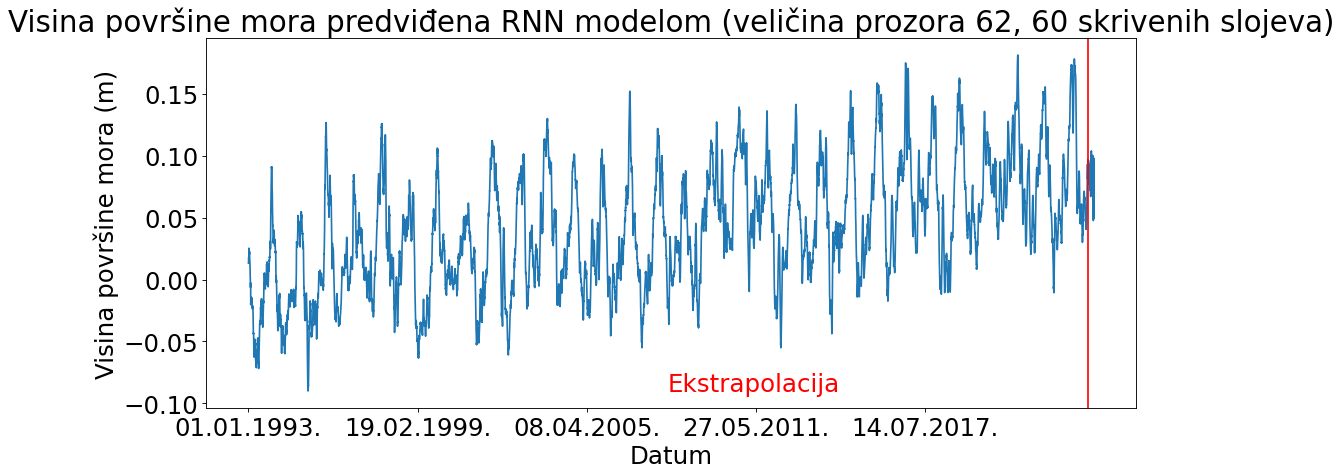 Visina površine mora predviđena RNN modelom (veličina prozora 62, 60 skrivenih slojeva)
Visina površine mora (m)
0.15
0.10
0.05
0.00
−0.05
−0.10
Ekstrapolacija
01.01.1993. 19.02.1999. 08.04.2005. 27.05.2011. 14.07.2017.
Datum